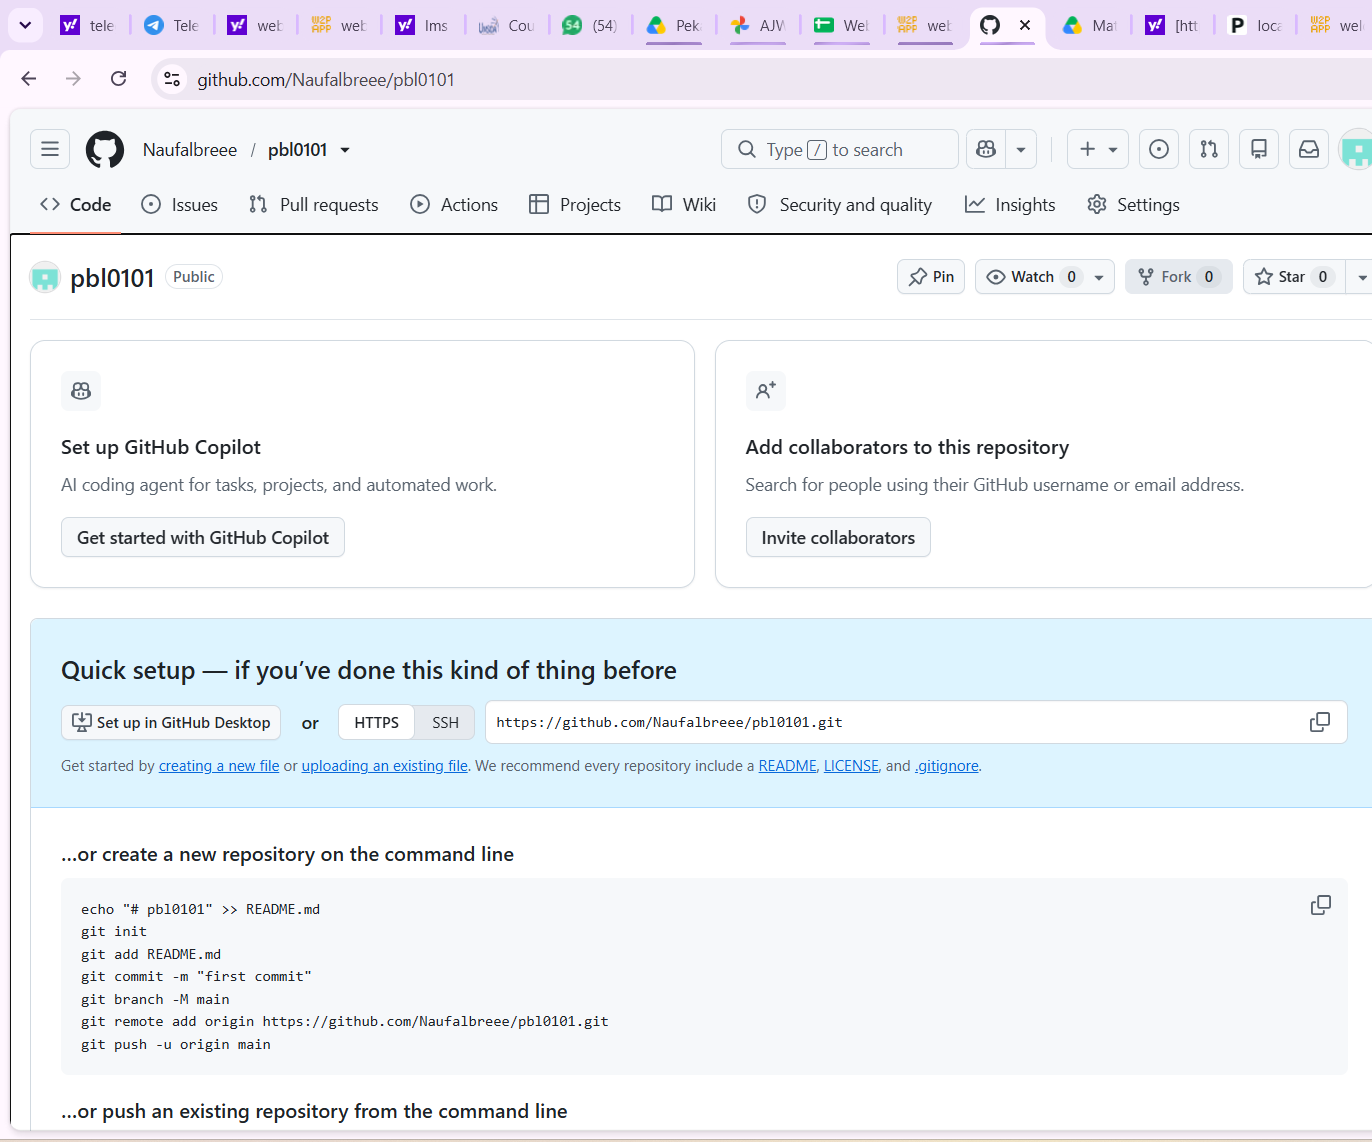 tele
Tele
web
web
lms
Cou
54 (54)
Pek
AJW
Web
web
Mat
[htt
P loca
web
github.com/Naufalbreee/pbl0101
Naufalbreee / pbl0101
Type / to search
Code Issues Pull requests Actions Projects Wiki Security and quality Insights Settings
pbl0101 Public
Pin Watch 0 Fork 0 Star 0
Set up GitHub Copilot
AI coding agent for tasks, projects, and automated work.
Get started with GitHub Copilot
Add collaborators to this repository
Search for people using their GitHub username or email address.
Invite collaborators
Quick setup — if you’ve done this kind of thing before
Set up in GitHub Desktop or HTTPS SSH https://github.com/Naufalbreee/pbl0101.git
Get started by creating a new file or uploading an existing file. We recommend every repository include a README, LICENSE, and .gitignore.
…or create a new repository on the command line
echo "# pbl0101" >> README.md
git init
git add README.md
git commit -m "first commit"
git branch -M main
git remote add origin https://github.com/Naufalbreee/pbl0101.git
git push -u origin main
…or push an existing repository from the command line